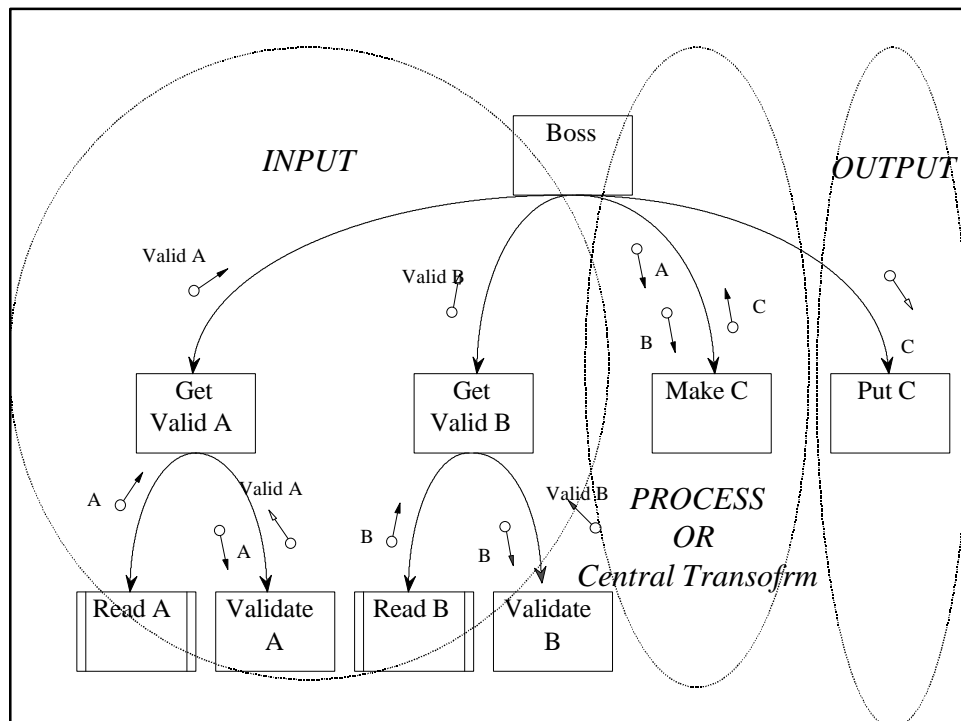 Boss
INPUT
OUTPUT
Valid A
Valid B
A
B
C
C
Get
Valid A
Get
Valid B
Make C
Put C
A
Valid A
A
B
B
Valid B
PROCESS
OR
Central Transofrm
Read A
Validate
A
Read B
Validate
B